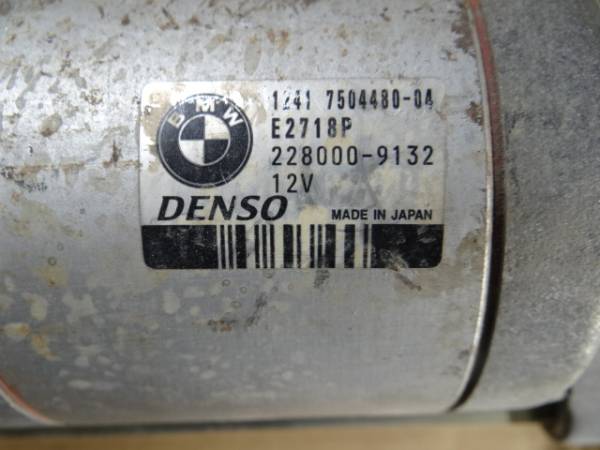 BMW
1241 7504480-04
E2718P
228000-9132
12V
DENSO
MADE IN JAPAN